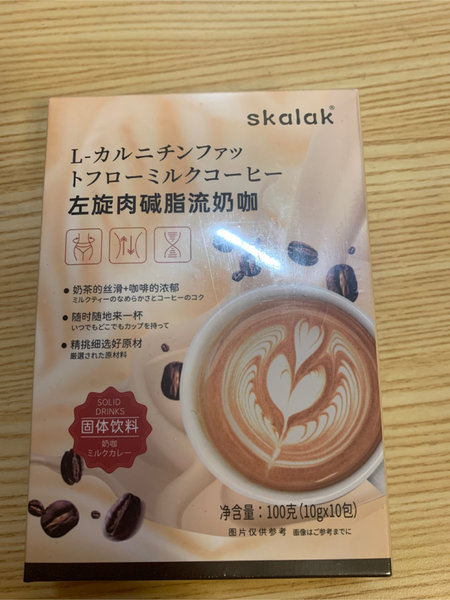 skalak®
L-カルニチンファッ
トフローミルクコーヒー
左旋肉碱脂流奶咖
• 奶茶的丝滑+咖啡的浓郁
ミルクティーのなめらかさとコーヒーのコク
• 随时随地来一杯
いつでもどこでもカップを持って
• 精挑细选好原材
厳選された原材料
SOLID
DRINKS
固体饮料
奶咖
ミルクカレー
净含量：100克(10gx10包)
图片仅供参考 画像はご参考までに